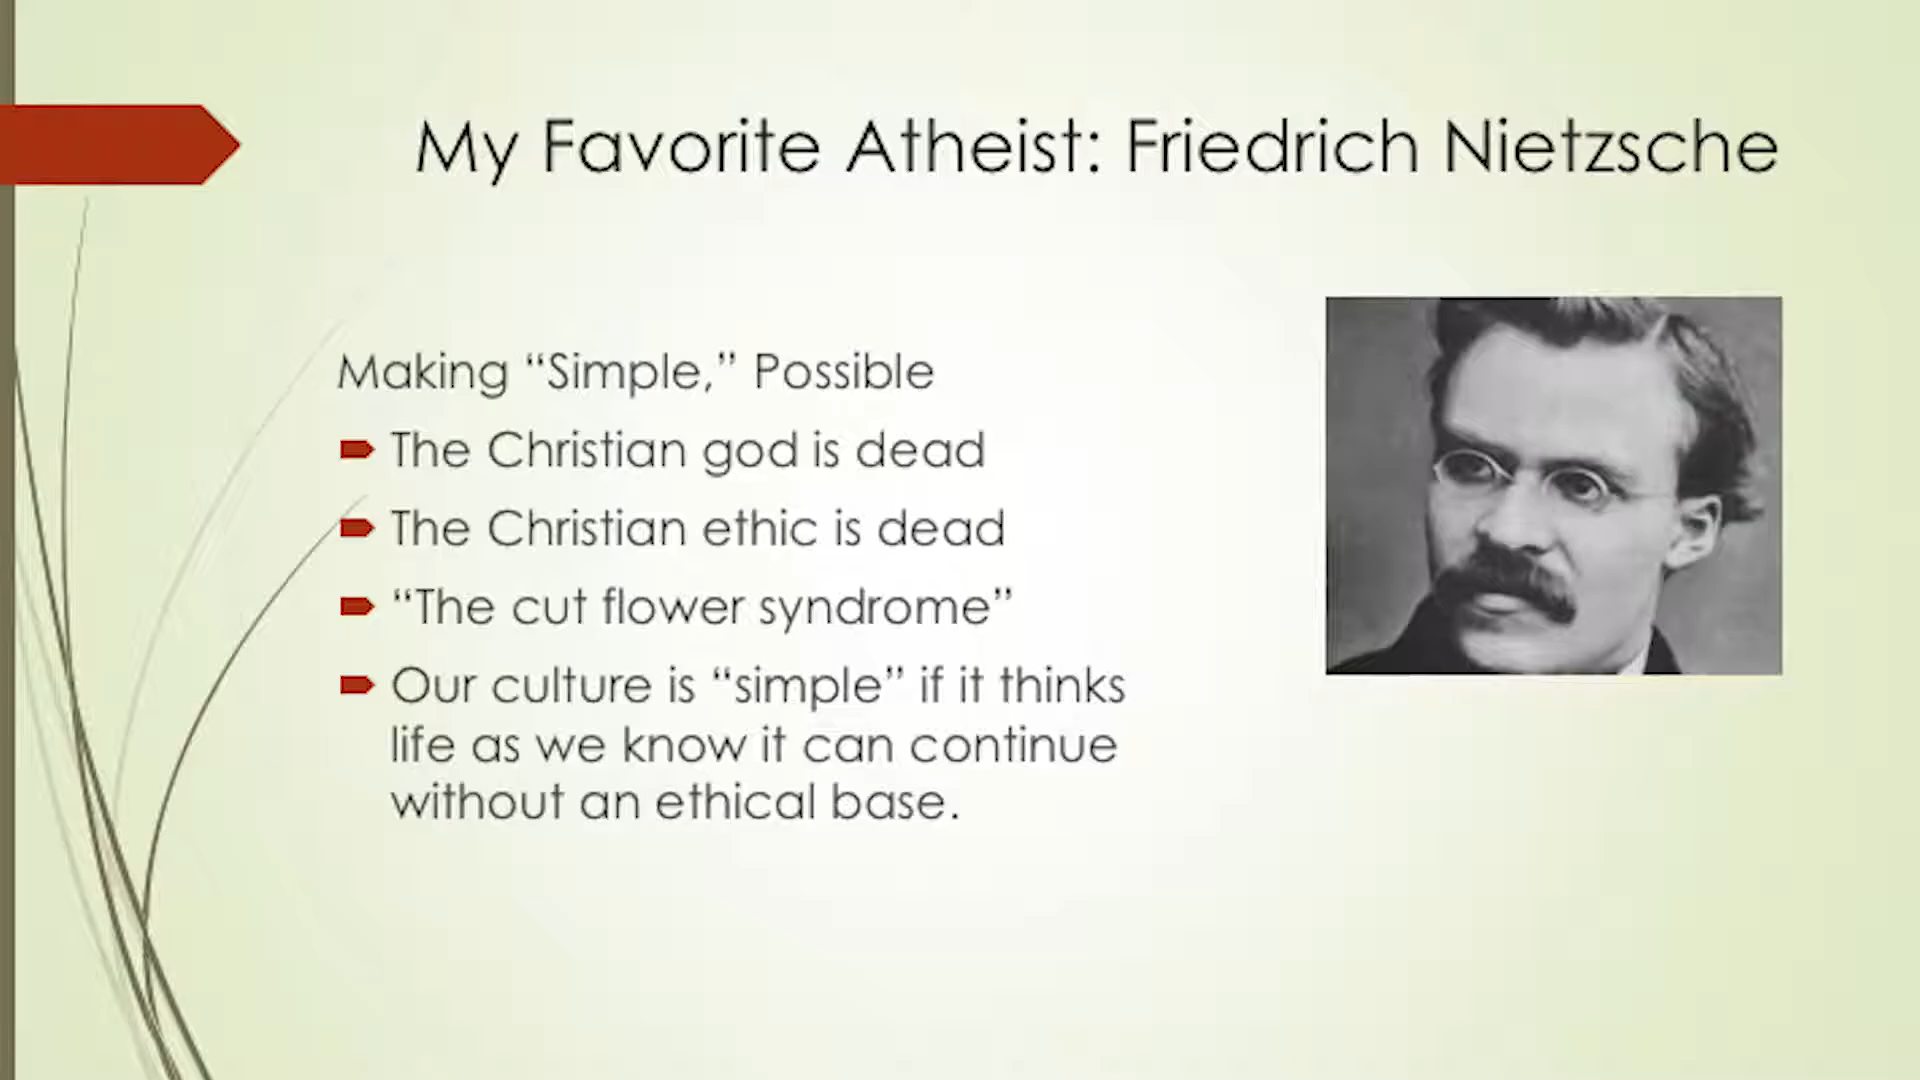 My Favorite Atheist: Friedrich Nietzsche
Making “Simple,” Possible
The Christian god is dead
The Christian ethic is dead
“The cut flower syndrome”
Our culture is “simple” if it thinks
life as we know it can continue
without an ethical base.